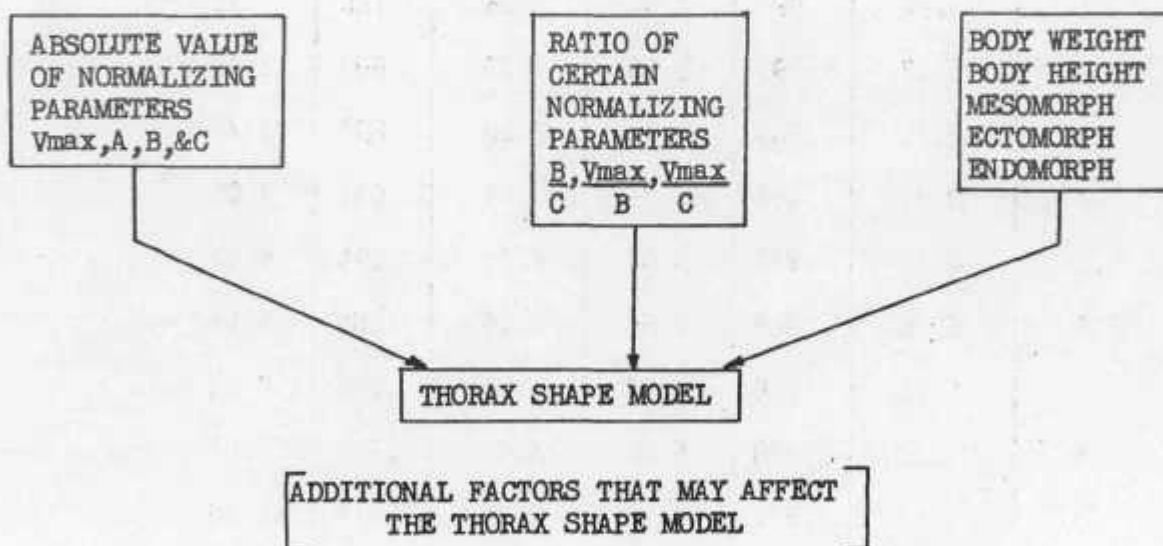 ABSOLUTE VALUE
OF NORMALIZING
PARAMETERS
Vmax,A,B,&C
RATIO OF
CERTAIN
NORMALIZING
PARAMETERS
B,Vmax,Vmax
C B C
BODY WEIGHT
BODY HEIGHT
MESOMORPH
ECTOMORPH
ENDOMORPH
THORAX SHAPE MODEL
ADDITIONAL FACTORS THAT MAY AFFECT
THE THORAX SHAPE MODEL